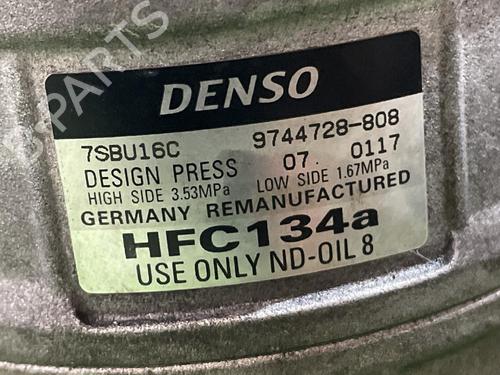 DENSO
7SBU16C 9744728-808
DESIGN PRESS 07 0117
HIGH SIDE 3.53MPa LOW SIDE 1.67MPa
GERMANY REMANUFACTURED
HFC134a
USE ONLY ND-OIL 8
PARTS